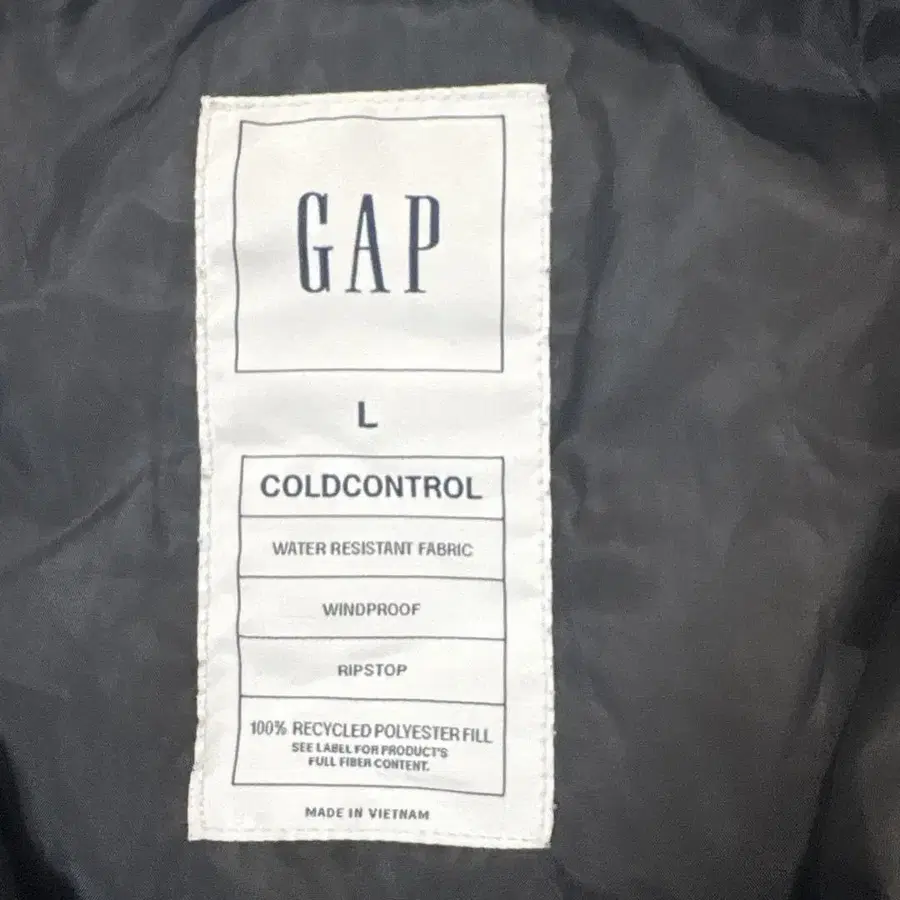 GAP
L
COLDCONTROL
WATER RESISTANT FABRIC
WINDPROOF
RIPSTOP
100% RECYCLED POLYESTER FILL
SEE LABEL FOR PRODUCT'S
FULL FIBER CONTENT.
MADE IN VIETNAM